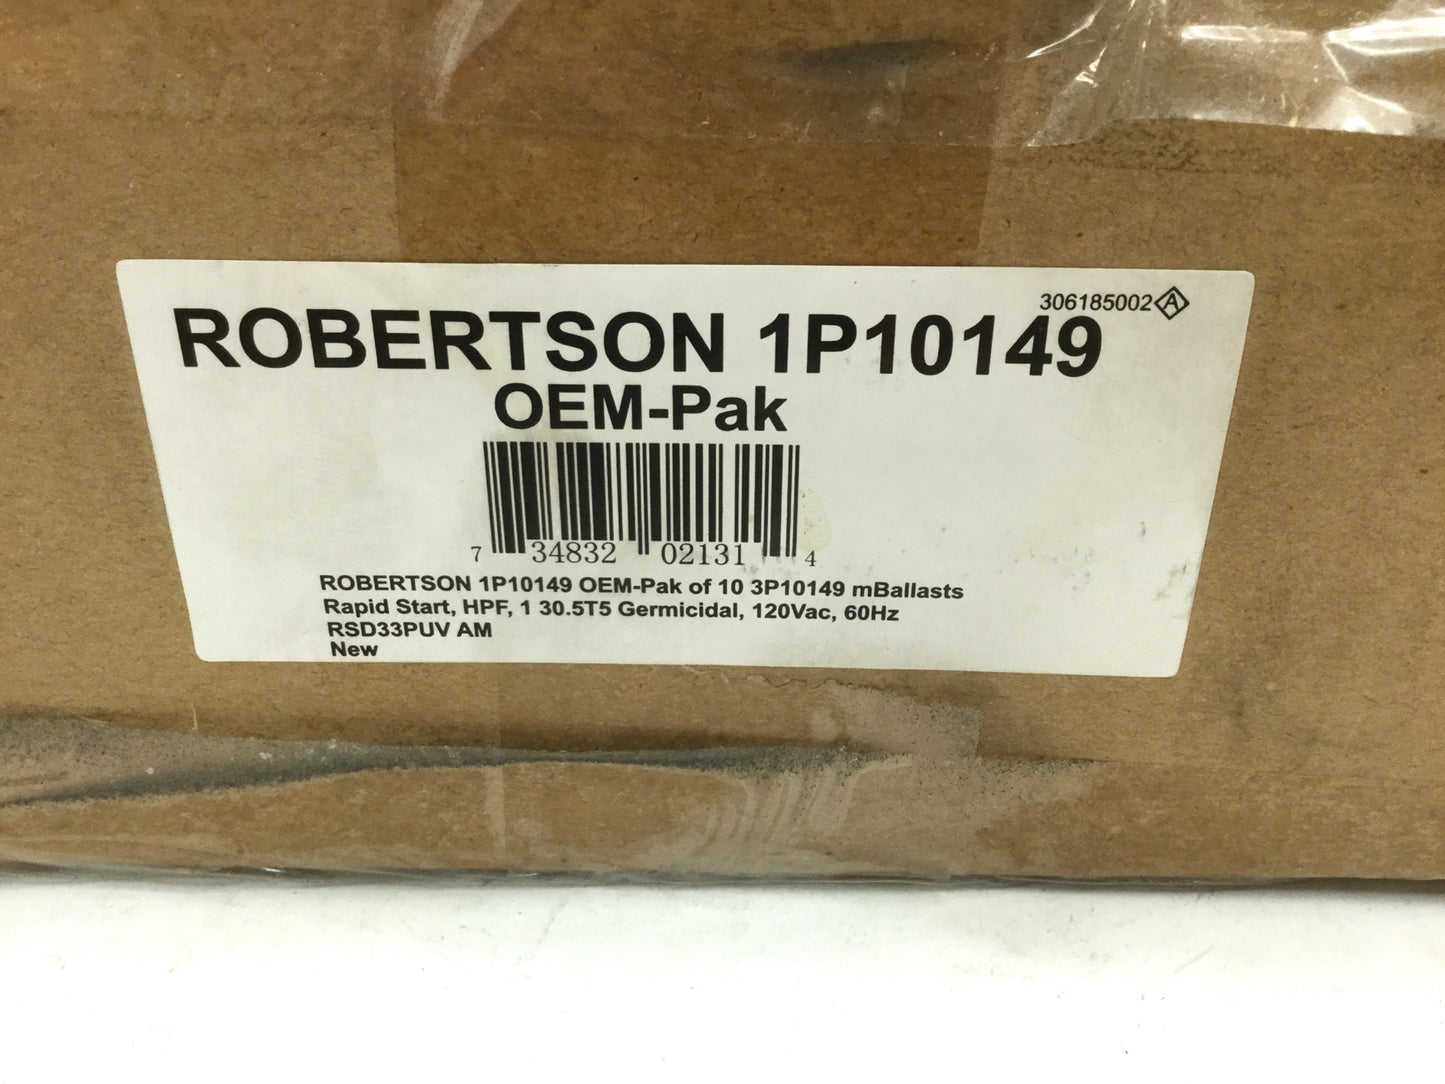 306185002 A
ROBERTSON 1P10149
OEM-Pak
7 34832 02131 4
ROBERTSON 1P10149 OEM-Pak of 10 3P10149 mBallasts
Rapid Start, HPF, 1 30.5T5 Germicidal, 120Vac, 60Hz
RSD33PUV AM
New